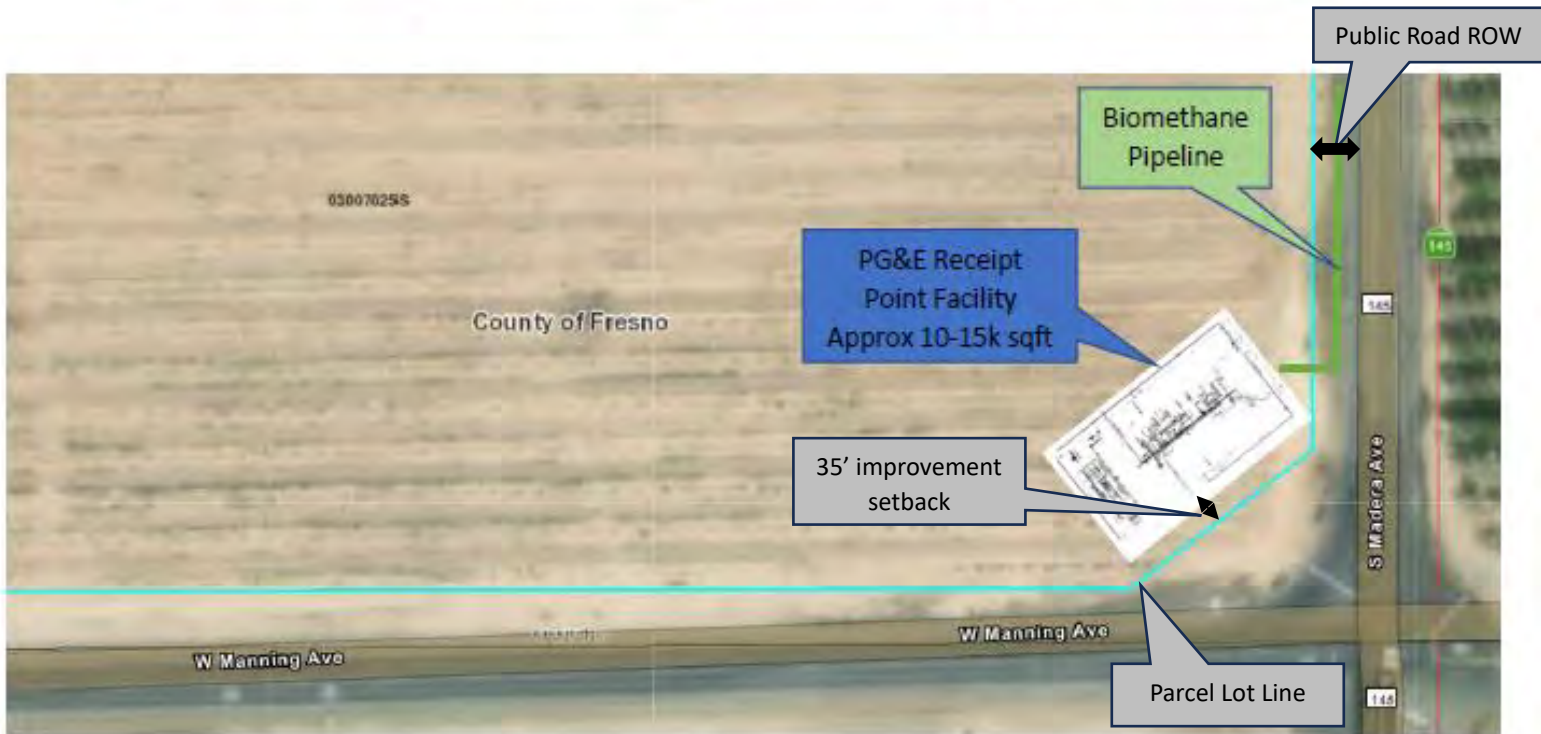 Public Road ROW
Biomethane
Pipeline
03007025S
145
PG&E Receipt
Point Facility
Approx 10-15k sqft
145
County of Fresno
35' improvement
setback
S Madera Ave
W Manning Ave
W Manning Ave
Parcel Lot Line
145